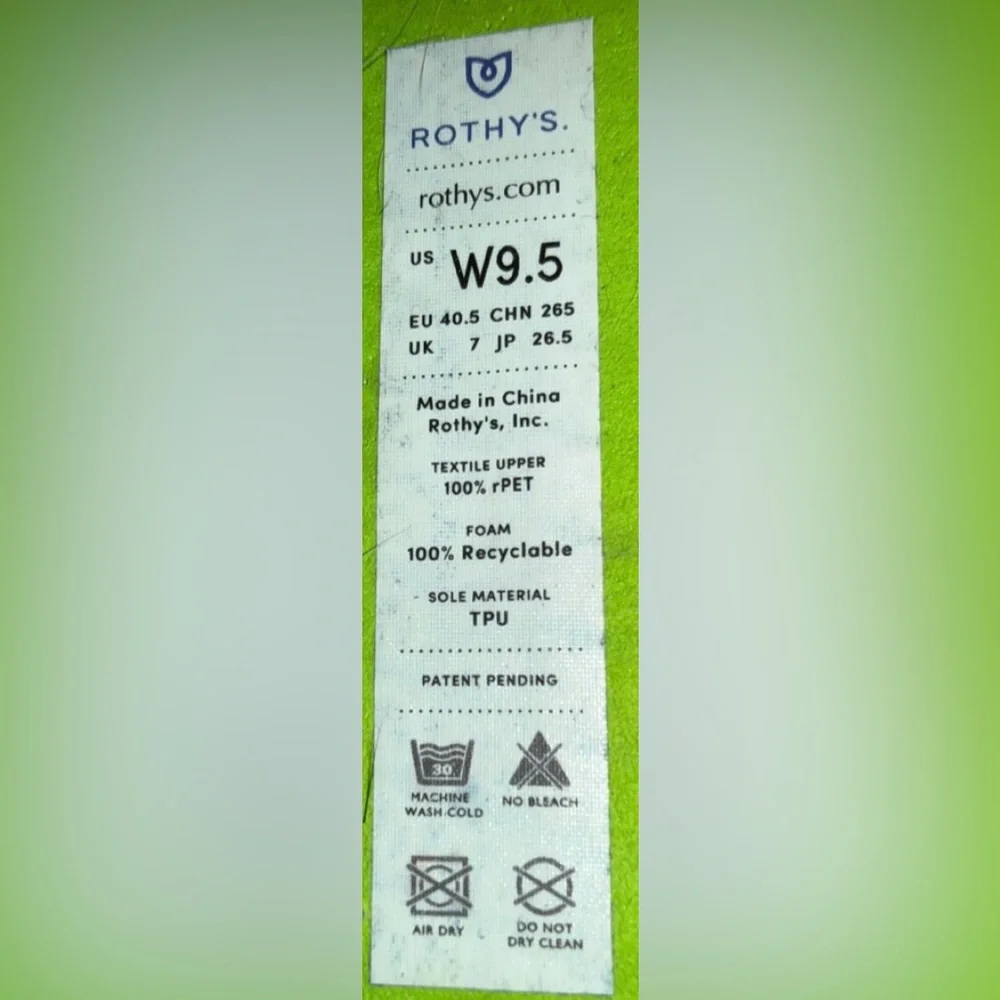 ROTHY'S.
rothys.com
US W9.5
EU 40.5 CHN 265
UK 7 JP 26.5
Made in China
Rothy's, Inc.
TEXTILE UPPER
100% rPET
FOAM
100% Recyclable
SOLE MATERIAL
TPU
PATENT PENDING
30
MACHINE
WASH COLD
NO BLEACH
AIR DRY
DO NOT
DRY CLEAN